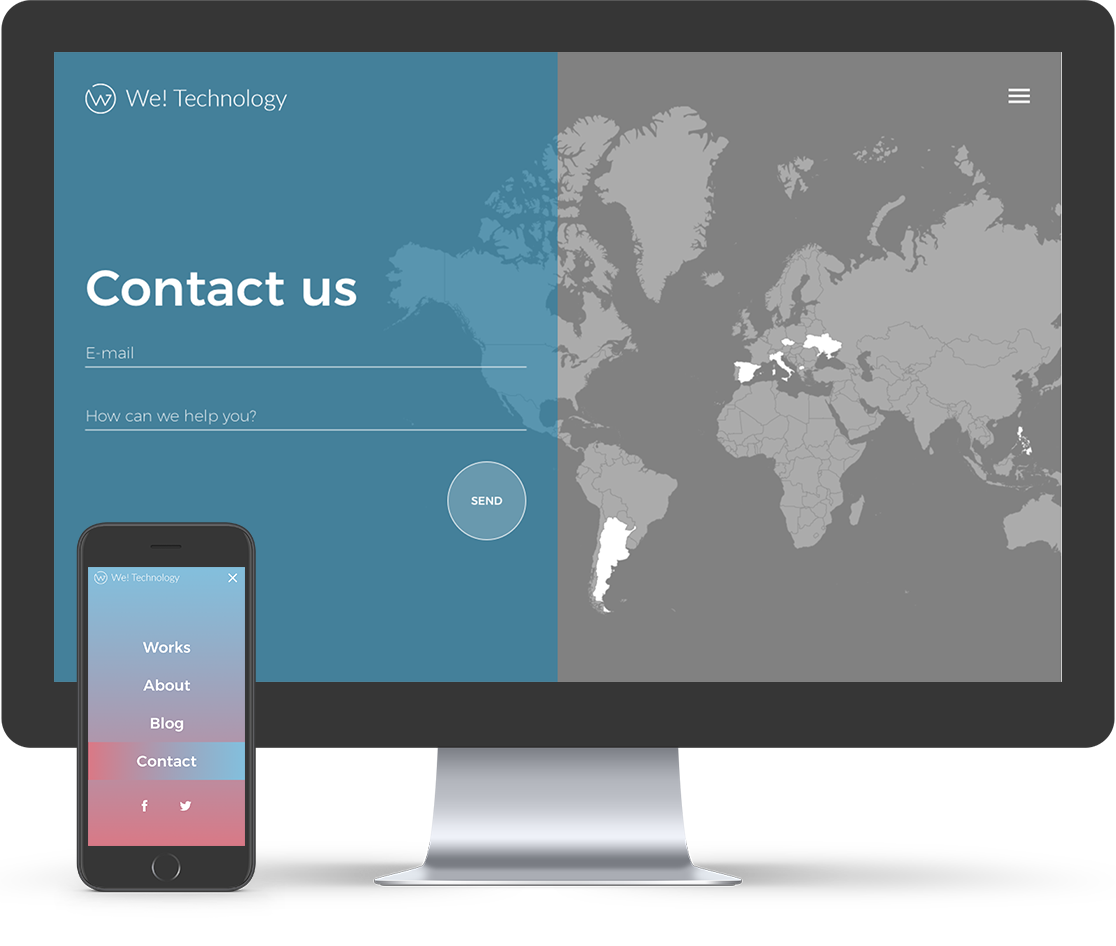 We! Technology
Contact us
E-mail
How can we help you?
SEND
We! Technology
Works
About
Blog
Contact